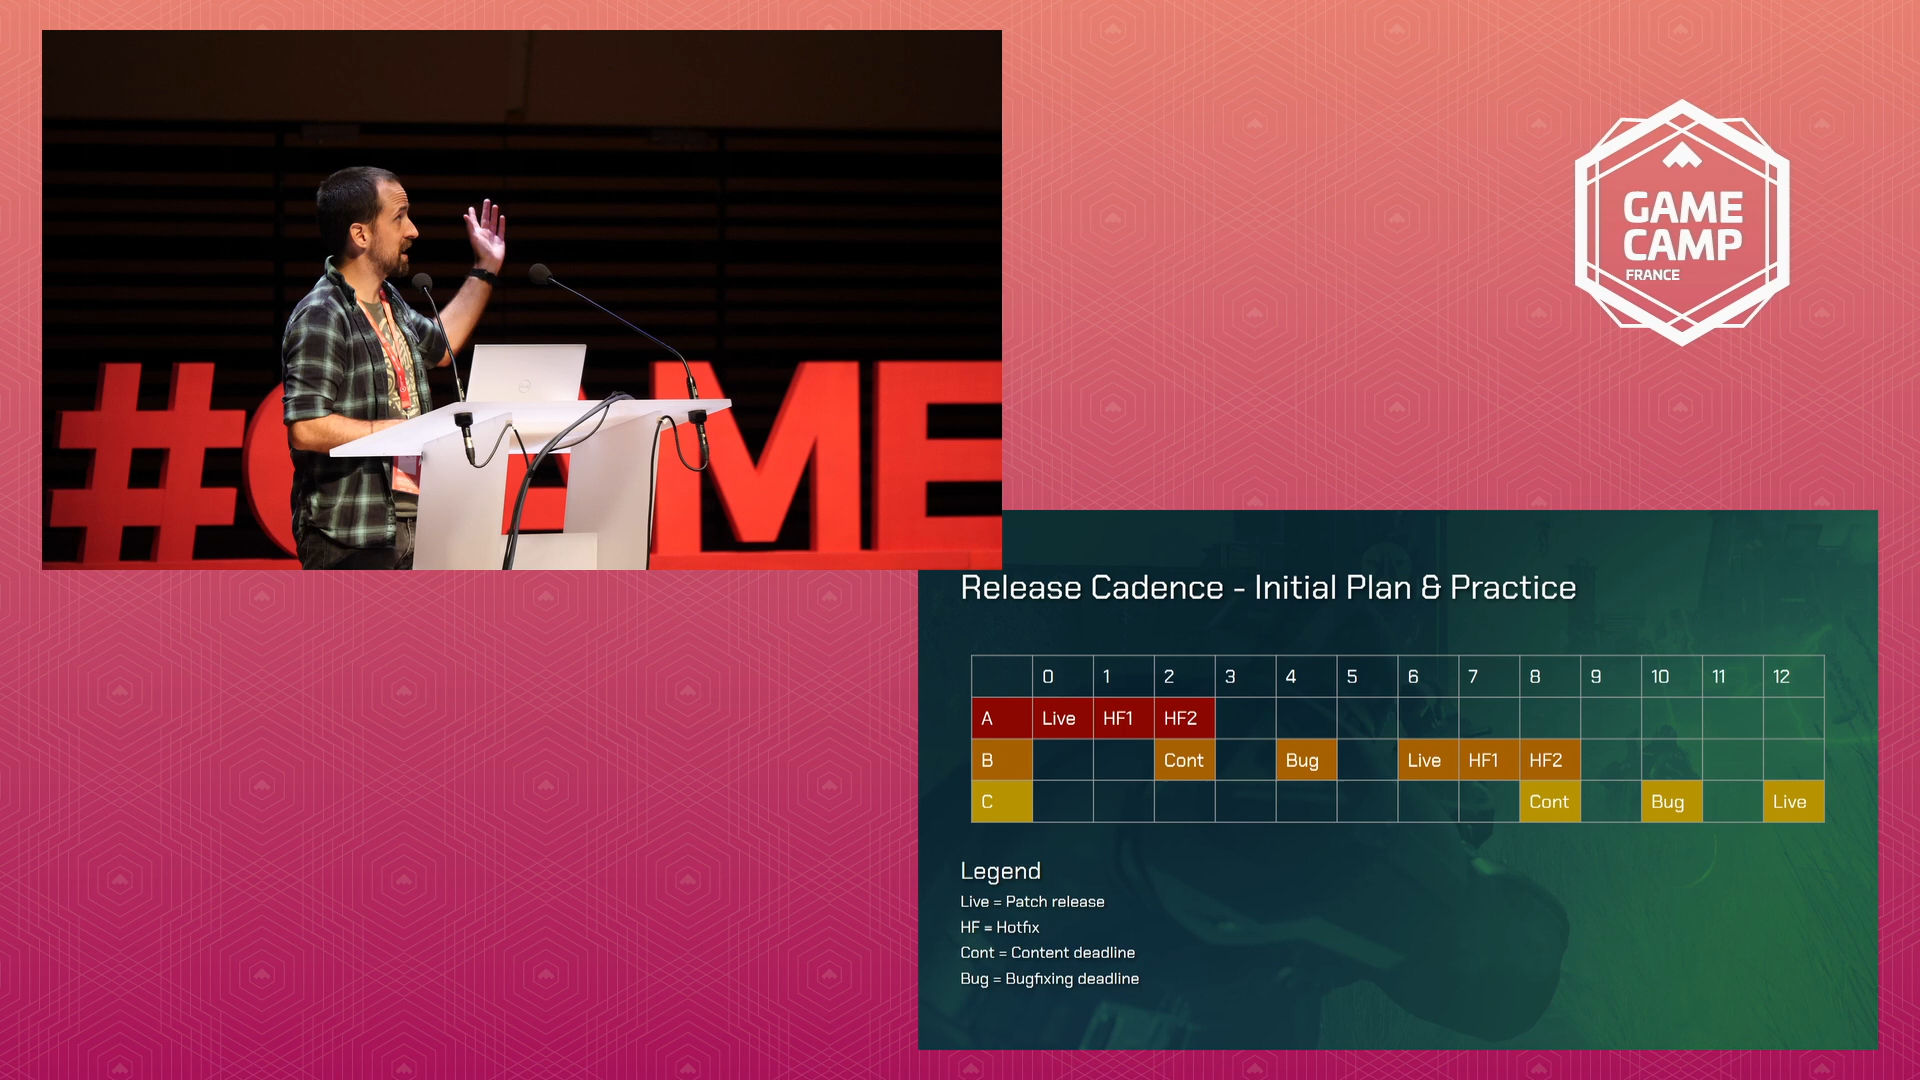 #GAME
GAME
CAMP
FRANCE
Release Cadence - Initial Plan & Practice
0 1 2 3 4 5 6 7 8 9 10 11 12
A Live HF1 HF2
B Cont Bug Live HF1 HF2
C Cont Bug Live
Legend
Live = Patch release
HF = Hotfix
Cont = Content deadline
Bug = Bugfixing deadline